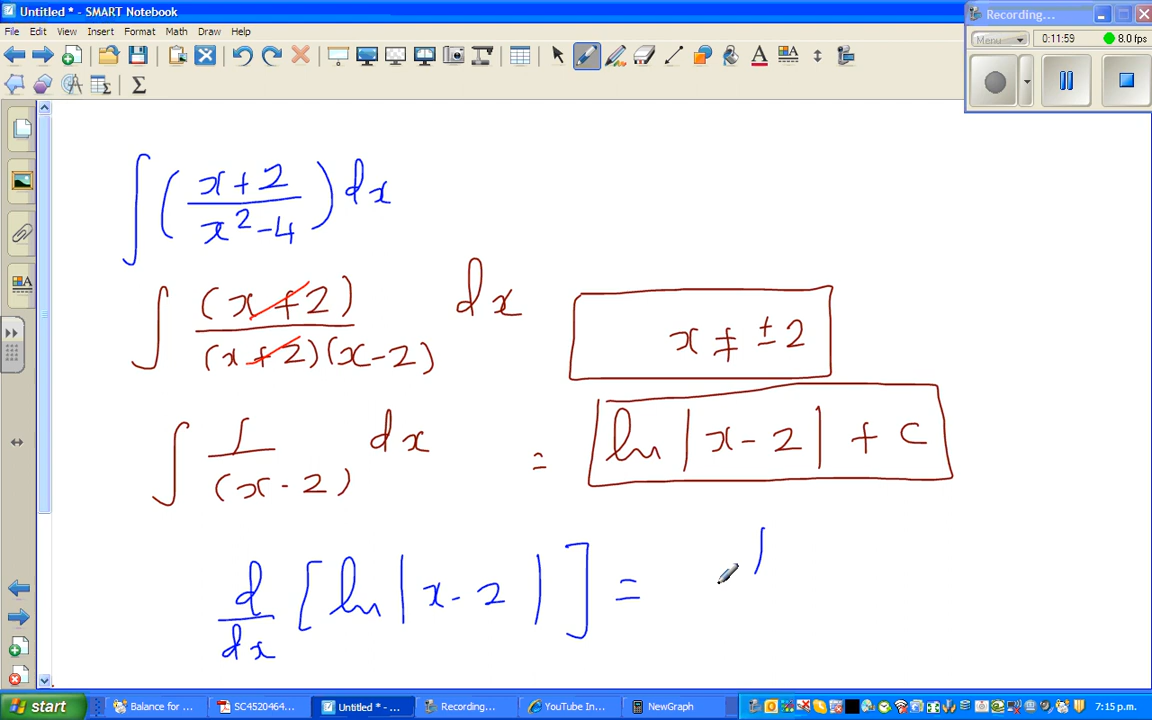 Untitled * - SMART Notebook
Recording...
File Edit View Insert Format Math Draw Help
Menu
0:11:59
8.0 fps
∫ ( x+2 / x²-4 ) dx
∫ (x+2) / (x+2)(x-2) dx
x ≠ ±2
∫ 1 / (x-2) dx = ln |x-2| + c
d/dx [ ln |x-2| ] = 1
start
Balance for ...
SC4520464...
Untitled * - ...
Recording...
YouTube In...
NewGraph
7:15 p.m.